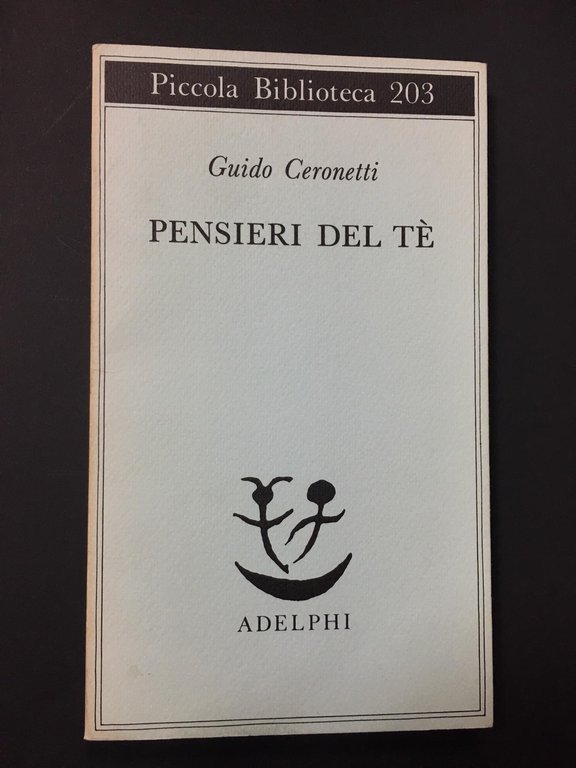 Piccola Biblioteca 203
Guido Ceronetti
PENSIERI DEL TÈ
ADELPHI